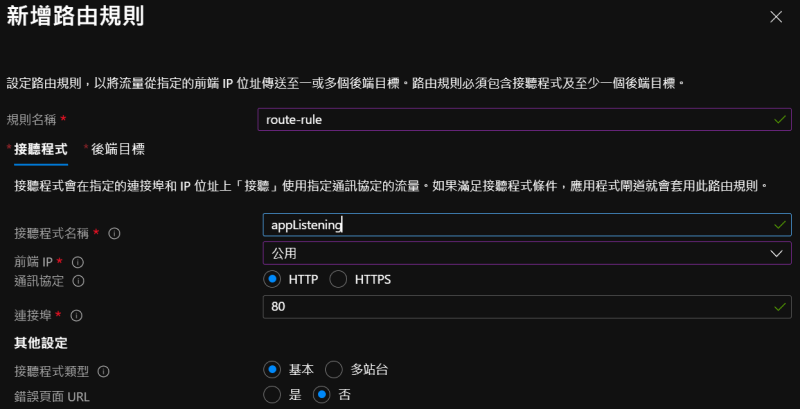 新增路由規則
設定路由規則，以將流量從指定的前端 IP 位址傳送至一或多個後端目標。路由規則必須包含接聽程式及至少一個後端目標。
規則名稱 * route-rule
* 接聽程式 * 後端目標
接聽程式會在指定的連接埠和 IP 位址上「接聽」使用指定通訊協定的流量。如果滿足接聽程式條件，應用程式閘道就會套用此路由規則。
接聽程式名稱 * appListening
前端 IP * 公用
通訊協定 HTTP HTTPS
連接埠 * 80
其他設定
接聽程式類型 基本 多站台
錯誤頁面 URL 是 否